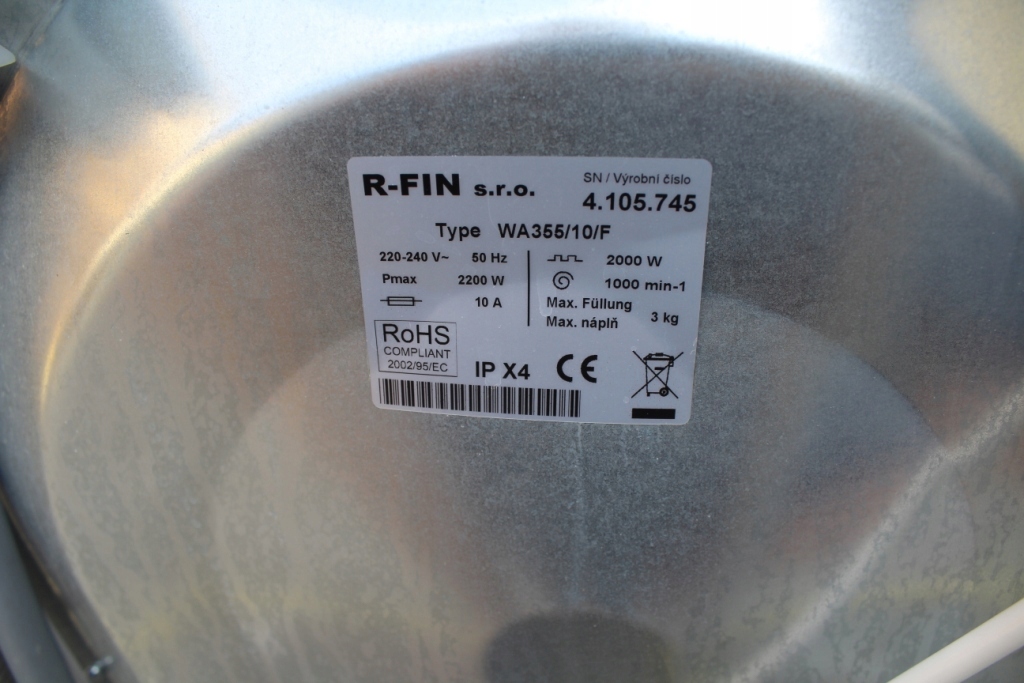 R-FIN s.r.o.
SN / Výrobní číslo
4.105.745
Type WA355/10/F
220-240 V~ 50 Hz
Pmax 2200 W
10 A
2000 W
1000 min-1
Max. Füllung
Max. náplň
3 kg
RoHS
COMPLIANT
2002/95/EC
IP X4
CE